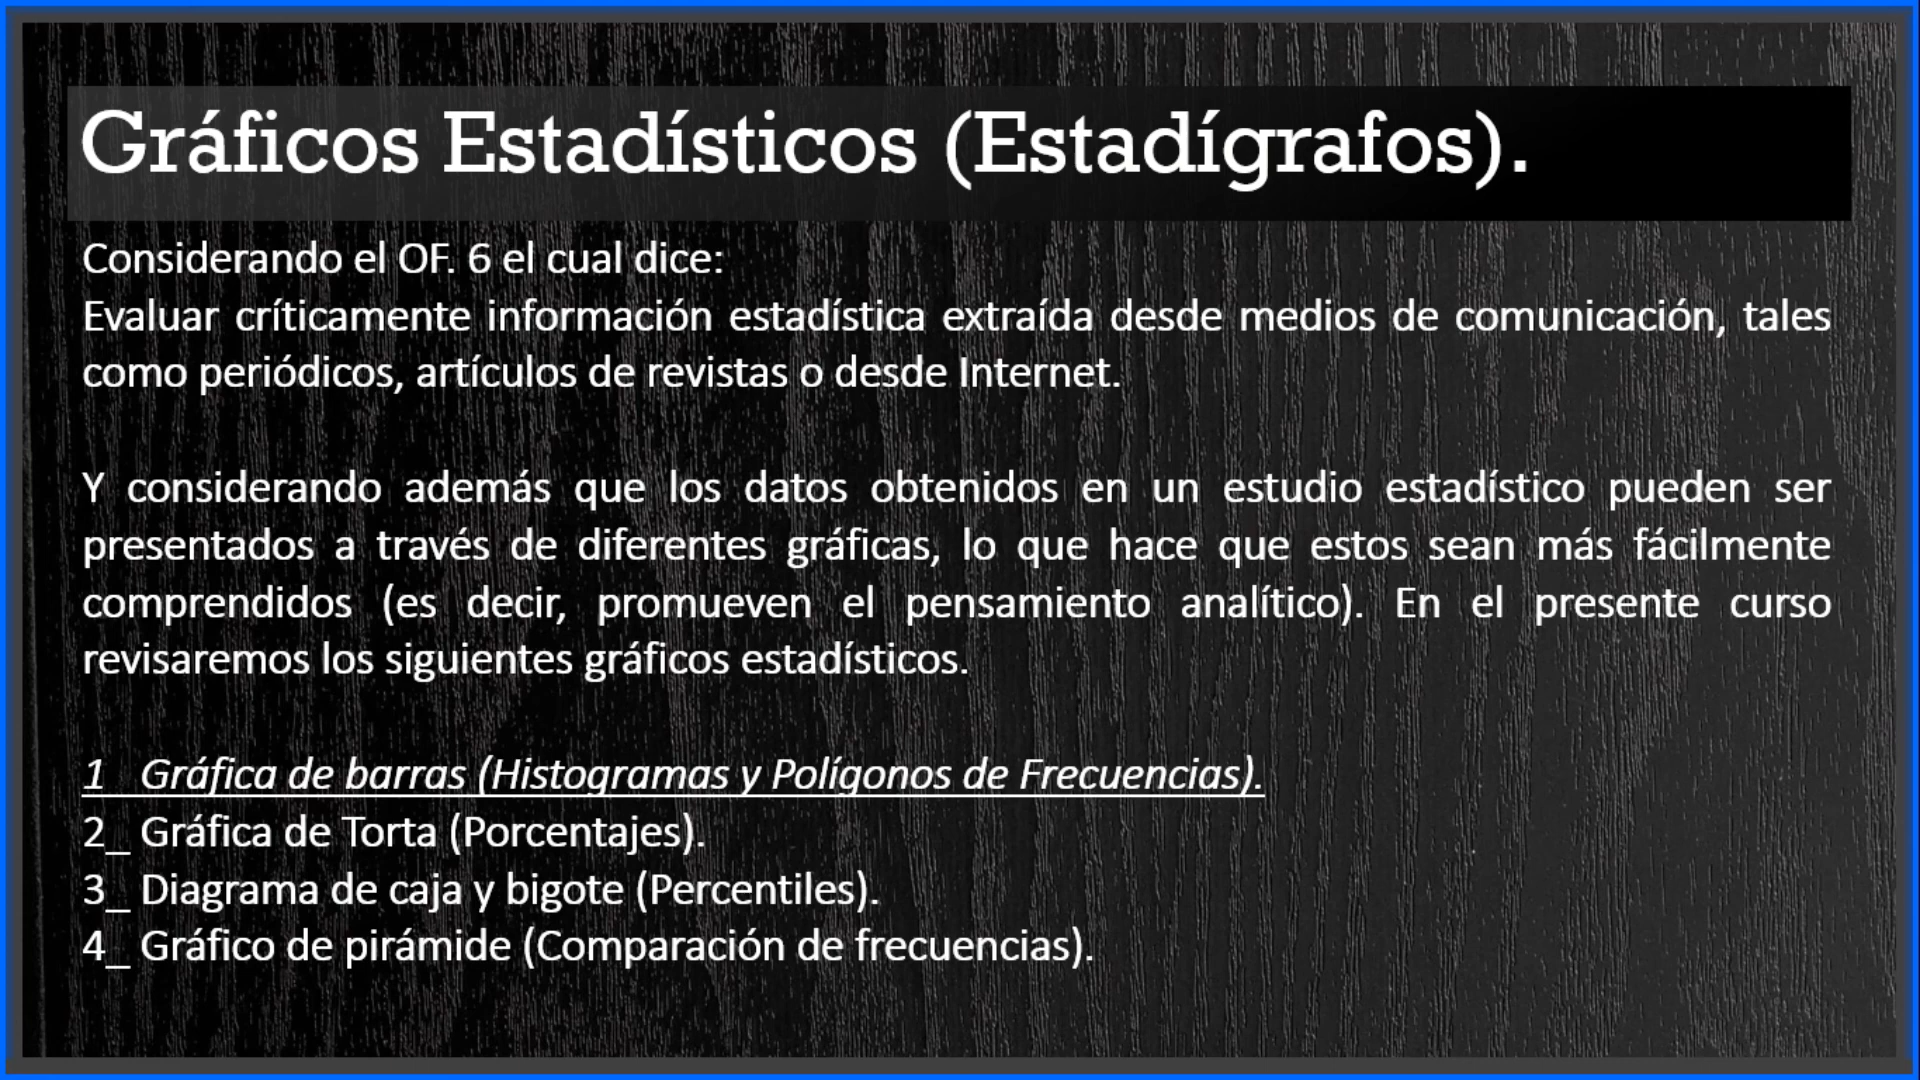 Gráficos Estadísticos (Estadígrafos).
Considerando el OF. 6 el cual dice:
Evaluar críticamente información estadística extraída desde medios de comunicación, tales
como periódicos, artículos de revistas o desde Internet.
Y considerando además que los datos obtenidos en un estudio estadístico pueden ser
presentados a través de diferentes gráficas, lo que hace que estos sean más fácilmente
comprendidos (es decir, promueven el pensamiento analítico). En el presente curso
revisaremos los siguientes gráficos estadísticos.
1_ Gráfica de barras (Histogramas y Polígonos de Frecuencias).
2_ Gráfica de Torta (Porcentajes).
3_ Diagrama de caja y bigote (Percentiles).
4_ Gráfico de pirámide (Comparación de frecuencias).